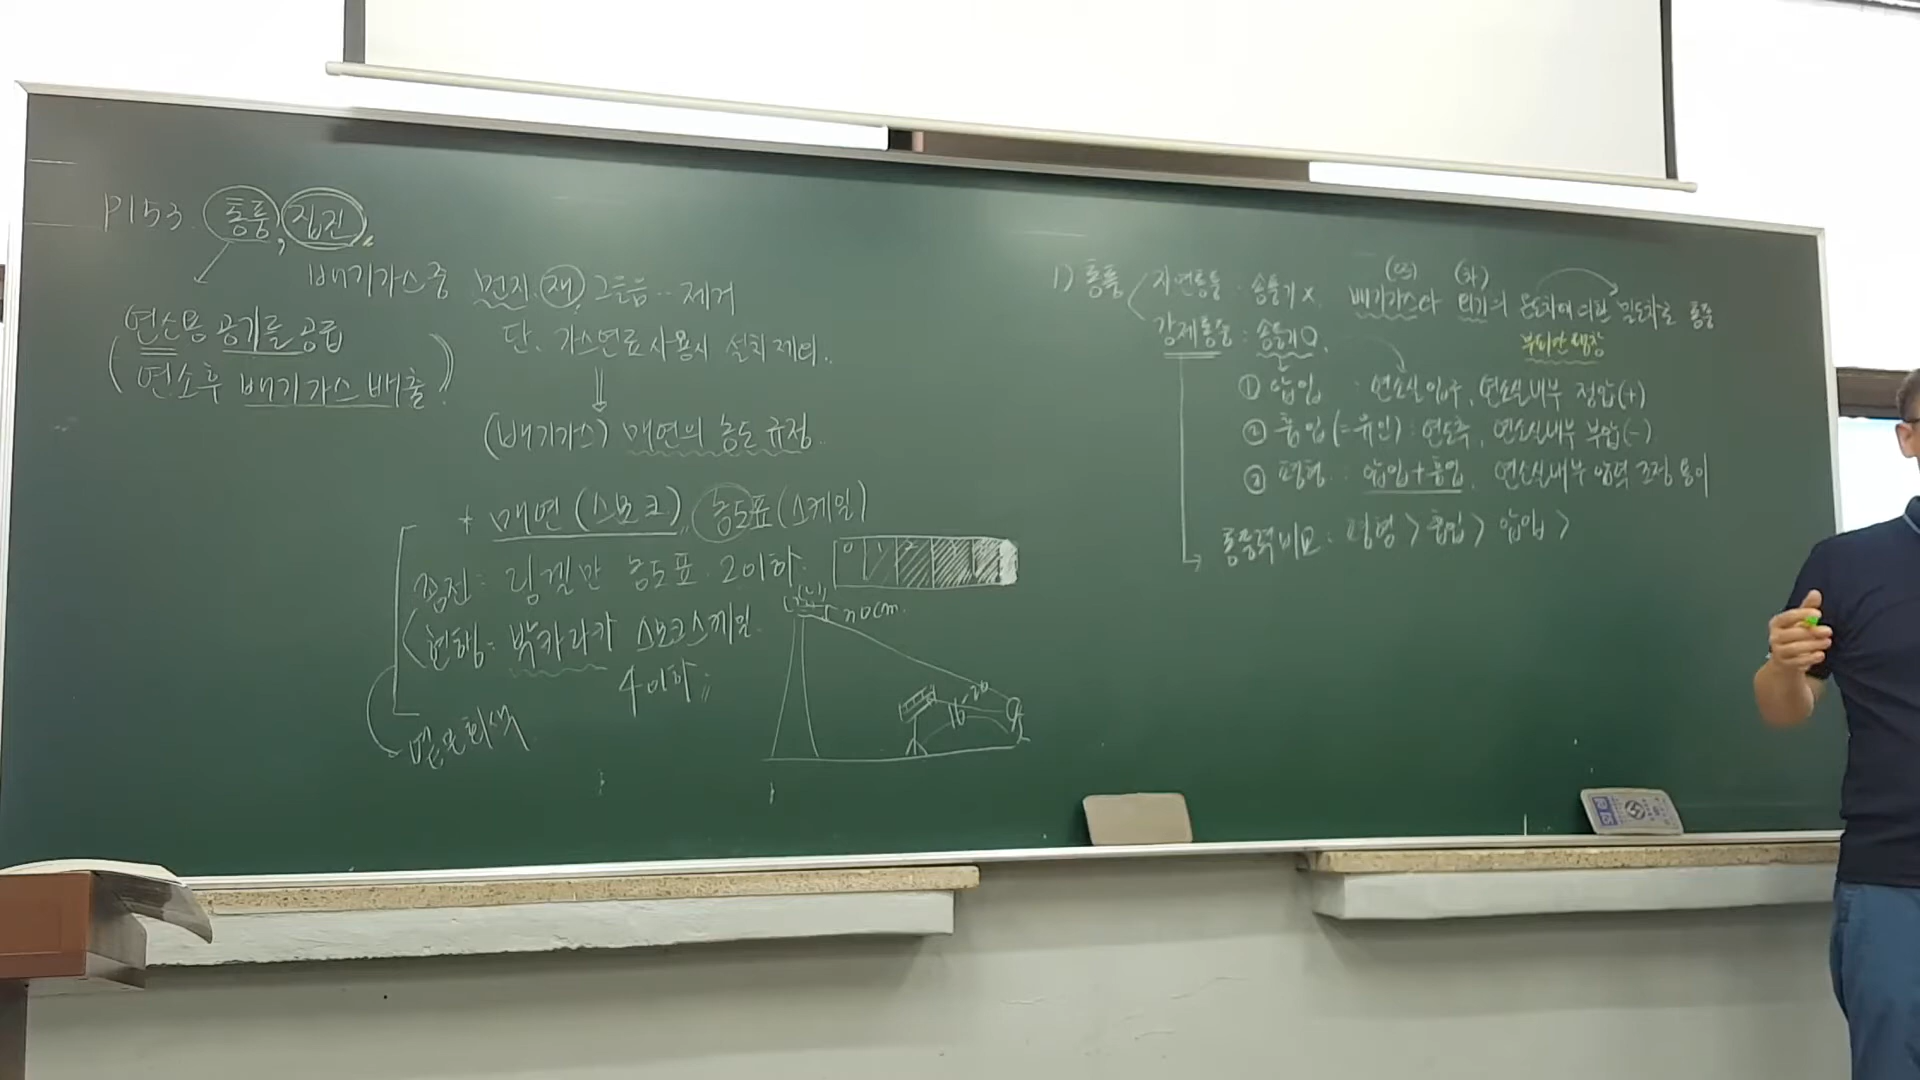 P153. 통풍, 집진
배기가스중 먼지. 재. 그을음.. 제거
연소용 공기를 공급
(연소후 배기가스 배출)
단, 가스연료사용시 설치제외.
(배기가스) 매연의 농도 규정.
* 매연(스모크) 농도표(스케일)
종전: 링겔만 농도표. 2이하.
0 1 2
현행: 박카라카 스모크스케일
4이하
30cm.
16
1) 통풍
자연통풍: 송풍기 X. 배기가스와 외기의 온도차에 의한 밀도차로 통풍
강제통풍: 송풍기 O.
① 압입: 연소실입구, 연소실내부 정압(+)
② 흡입(=유인): 연도측, 연소실내부 부압(-)
③ 평형: 압입+흡입, 연소실내부 압력 조정 용이
통풍력비교: 평형 > 흡입 > 압입 >